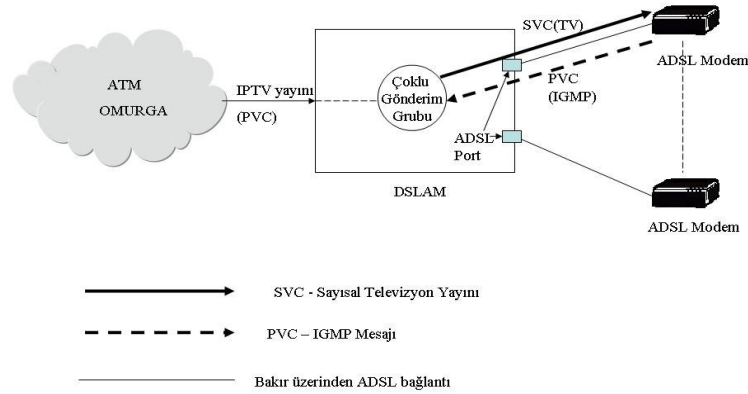 SVC(TV)
ADSL Modem
ATM
OMURGA
IPTV yayını
(PVC)
Çoklu
Gönderim
Grubu
PVC
(IGMP)
ADSL
Port
DSLAM
ADSL Modem
SVC - Sayısal Televizyon Yayını
PVC – IGMP Mesajı
Bakır üzerinden ADSL bağlantı